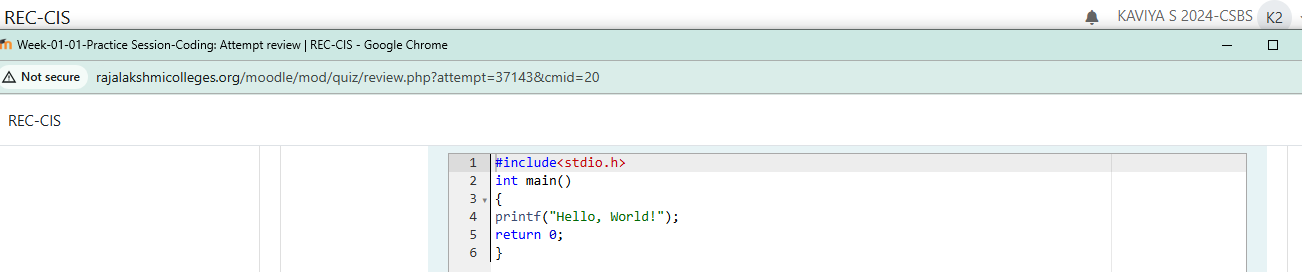 REC-CIS
KAVIYA S 2024-CSBS K2
Week-01-01-Practice Session-Coding: Attempt review | REC-CIS - Google Chrome
Not secure rajalakshmicolleges.org/moodle/mod/quiz/review.php?attempt=37143&cmid=20
REC-CIS
1 #include<stdio.h>
2 int main()
3 {
4 printf("Hello, World!");
5 return 0;
6 }